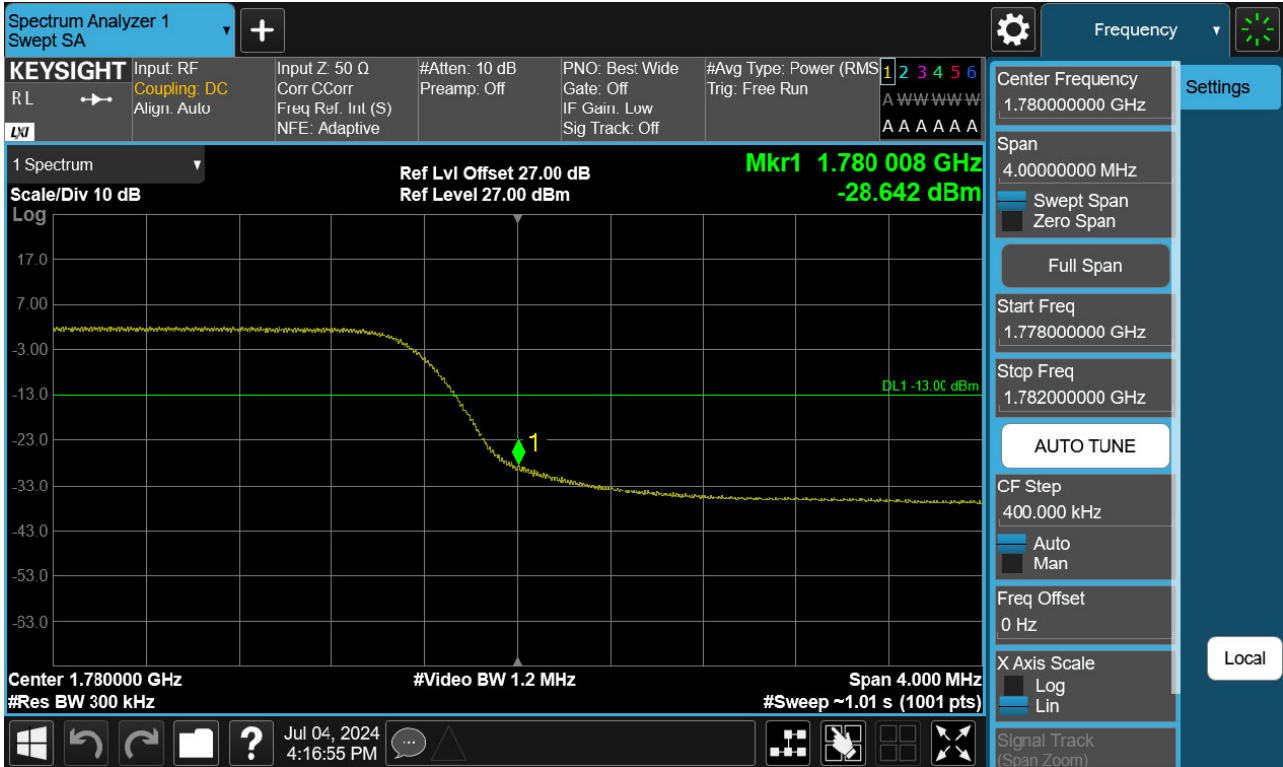 Spectrum Analyzer 1
Swept SA
Frequency
KEYSIGHT
R L
LXI
Input: RF
Coupling: DC
Align: Auto
Input Z: 50 Ω
Corr CCorr
Freq Ref: Int (S)
NFE: Adaptive
#Atten: 10 dB
Preamp: Off
PNO: Best Wide
Gate: Off
IF Gain: Low
Sig Track: Off
#Avg Type: Power (RMS
Trig: Free Run
1 2 3 4 5 6
A W W W W W
A A A A A A
1 Spectrum
Scale/Div 10 dB
Log
Ref Lvl Offset 27.00 dB
Ref Level 27.00 dBm
Mkr1 1.780 008 GHz
-28.642 dBm
17.0
7.00
-3.00
-13.0
DL1 -13.00 dBm
-23.0
1
-33.0
-43.0
-53.0
-63.0
Center 1.780000 GHz
#Video BW 1.2 MHz
Span 4.000 MHz
#Res BW 300 kHz
#Sweep ~1.01 s (1001 pts)
Center Frequency
1.780000000 GHz
Settings
Span
4.00000000 MHz
Swept Span
Zero Span
Full Span
Start Freq
1.778000000 GHz
Stop Freq
1.782000000 GHz
AUTO TUNE
CF Step
400.000 kHz
Auto
Man
Freq Offset
0 Hz
X Axis Scale
Log
Lin
Local
Signal Track
(Span Zoom)
?
Jul 04, 2024
4:16:55 PM